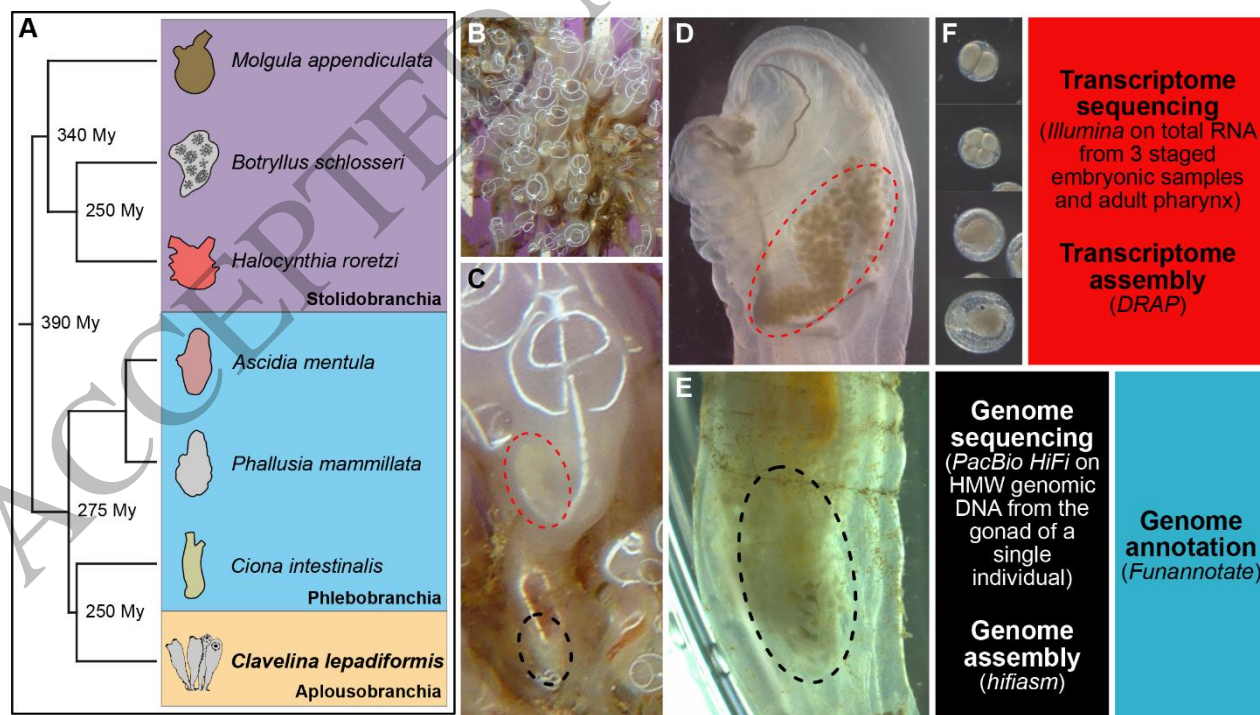 A
Molgula appendiculata
340 My
Botryllus schlosseri
250 My
Halocynthia roretzi
Stolidobranchia
390 My
Ascidia mentula
Phallusia mammillata
275 My
Ciona intestinalis
Phlebobranchia
250 My
Clavelina lepadiformis
Aplousobranchia
B
C
D
E
F
Transcriptome
sequencing
(Illumina on total RNA
from 3 staged
embryonic samples
and adult pharynx)
Transcriptome
assembly
(DRAP)
Genome
sequencing
(PacBio HiFi on
HMW genomic
DNA from the
gonad of a
single
individual)
Genome
assembly
(hifiasm)
Genome
annotation
(Funannotate)
ACCEPTE